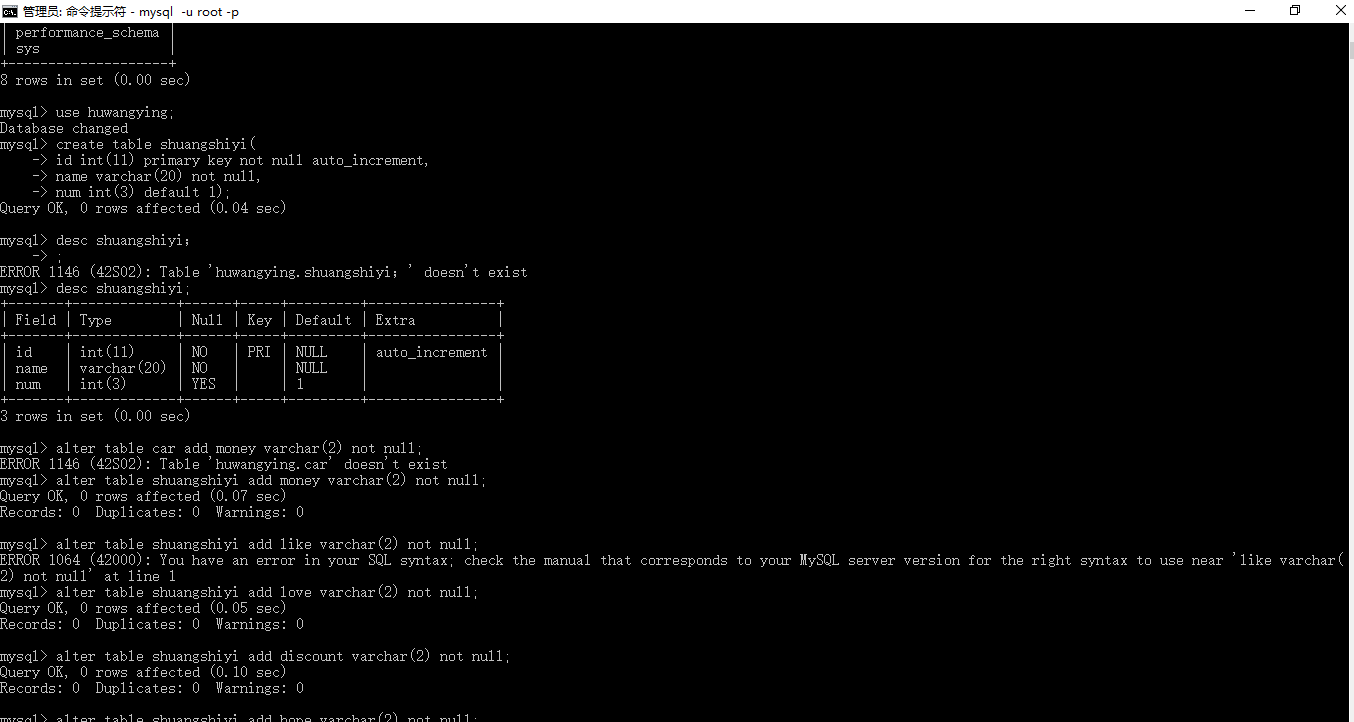 管理员: 命令提示符 - mysql  -u root -p
| performance_schema |
| sys                |
+--------------------+
8 rows in set (0.00 sec)
mysql> use huwangying;
Database changed
mysql> create table shuangshiyi(
    -> id int(11) primary key not null auto_increment,
    -> name varchar(20) not null,
    -> num int(3) default 1);
Query OK, 0 rows affected (0.04 sec)
mysql> desc shuangshiyi；
    -> ;
ERROR 1146 (42S02): Table 'huwangying.shuangshiyi；' doesn't exist
mysql> desc shuangshiyi;
+-------+-------------+------+-----+---------+----------------+
| Field | Type        | Null | Key | Default | Extra          |
+-------+-------------+------+-----+---------+----------------+
| id    | int(11)     | NO   | PRI | NULL    | auto_increment |
| name  | varchar(20) | NO   |     | NULL    |                |
| num   | int(3)      | YES  |     | 1       |                |
+-------+-------------+------+-----+---------+----------------+
3 rows in set (0.00 sec)
mysql> alter table car add money varchar(2) not null;
ERROR 1146 (42S02): Table 'huwangying.car' doesn't exist
mysql> alter table shuangshiyi add money varchar(2) not null;
Query OK, 0 rows affected (0.07 sec)
Records: 0  Duplicates: 0  Warnings: 0
mysql> alter table shuangshiyi add like varchar(2) not null;
ERROR 1064 (42000): You have an error in your SQL syntax; check the manual that corresponds to your MySQL server version for the right syntax to use near 'like varchar(
2) not null' at line 1
mysql> alter table shuangshiyi add love varchar(2) not null;
Query OK, 0 rows affected (0.05 sec)
Records: 0  Duplicates: 0  Warnings: 0
mysql> alter table shuangshiyi add discount varchar(2) not null;
Query OK, 0 rows affected (0.10 sec)
Records: 0  Duplicates: 0  Warnings: 0
mysql> alter table shuangshiyi add hope varchar(2) not null;